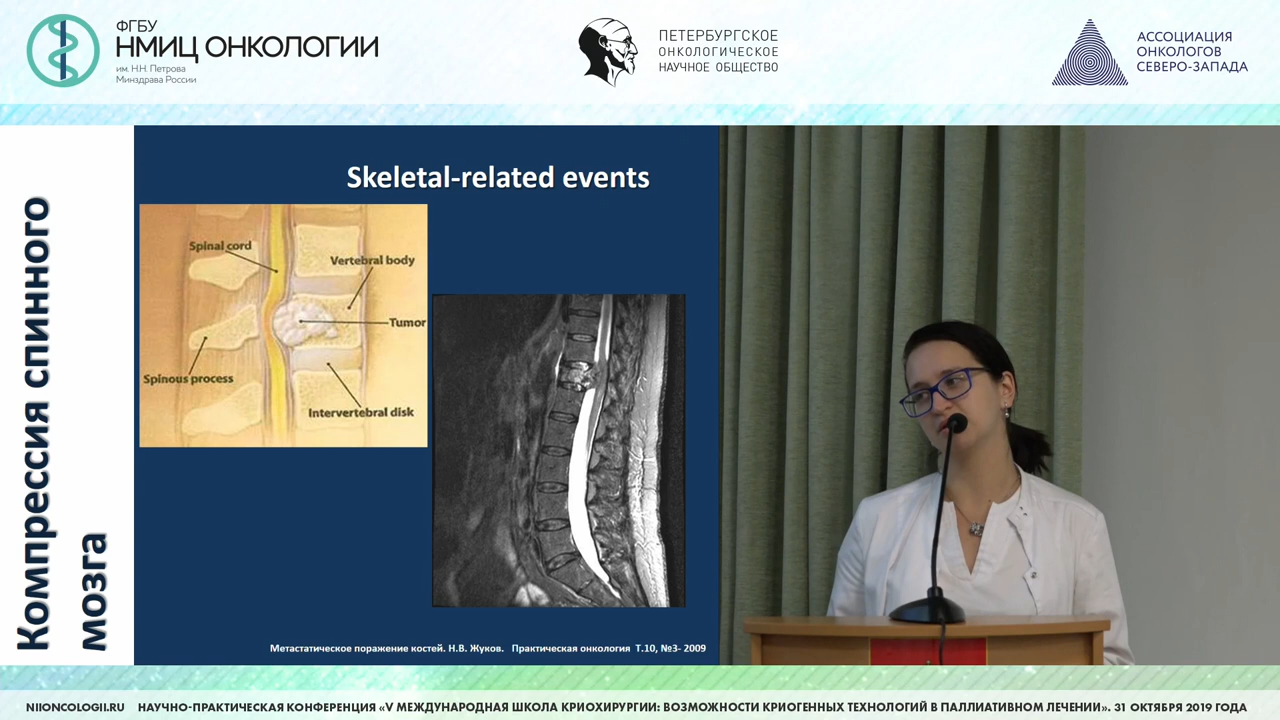 ФГБУ
НМИЦ ОНКОЛОГИИ
им. Н.Н. Петрова
Минздрава России
ПЕТЕРБУРГСКОЕ
ОНКОЛОГИЧЕСКОЕ
НАУЧНОЕ ОБЩЕСТВО
АССОЦИАЦИЯ
ОНКОЛОГОВ
СЕВЕРО-ЗАПАДА
Компрессия спинного
мозга
Skeletal-related events
Spinal cord
Vertebral body
Tumor
Spinous process
Intervertebral disk
Метастатическое поражение костей. Н.В. Жуков. Практическая онкология Т.10, №3- 2009
NIIONCOLOGII.RU НАУЧНО-ПРАКТИЧЕСКАЯ КОНФЕРЕНЦИЯ «V МЕЖДУНАРОДНАЯ ШКОЛА КРИОХИРУРГИИ: ВОЗМОЖНОСТИ КРИОГЕННЫХ ТЕХНОЛОГИЙ В ПАЛЛИАТИВНОМ ЛЕЧЕНИИ». 31 ОКТЯБРЯ 2019 ГОДА